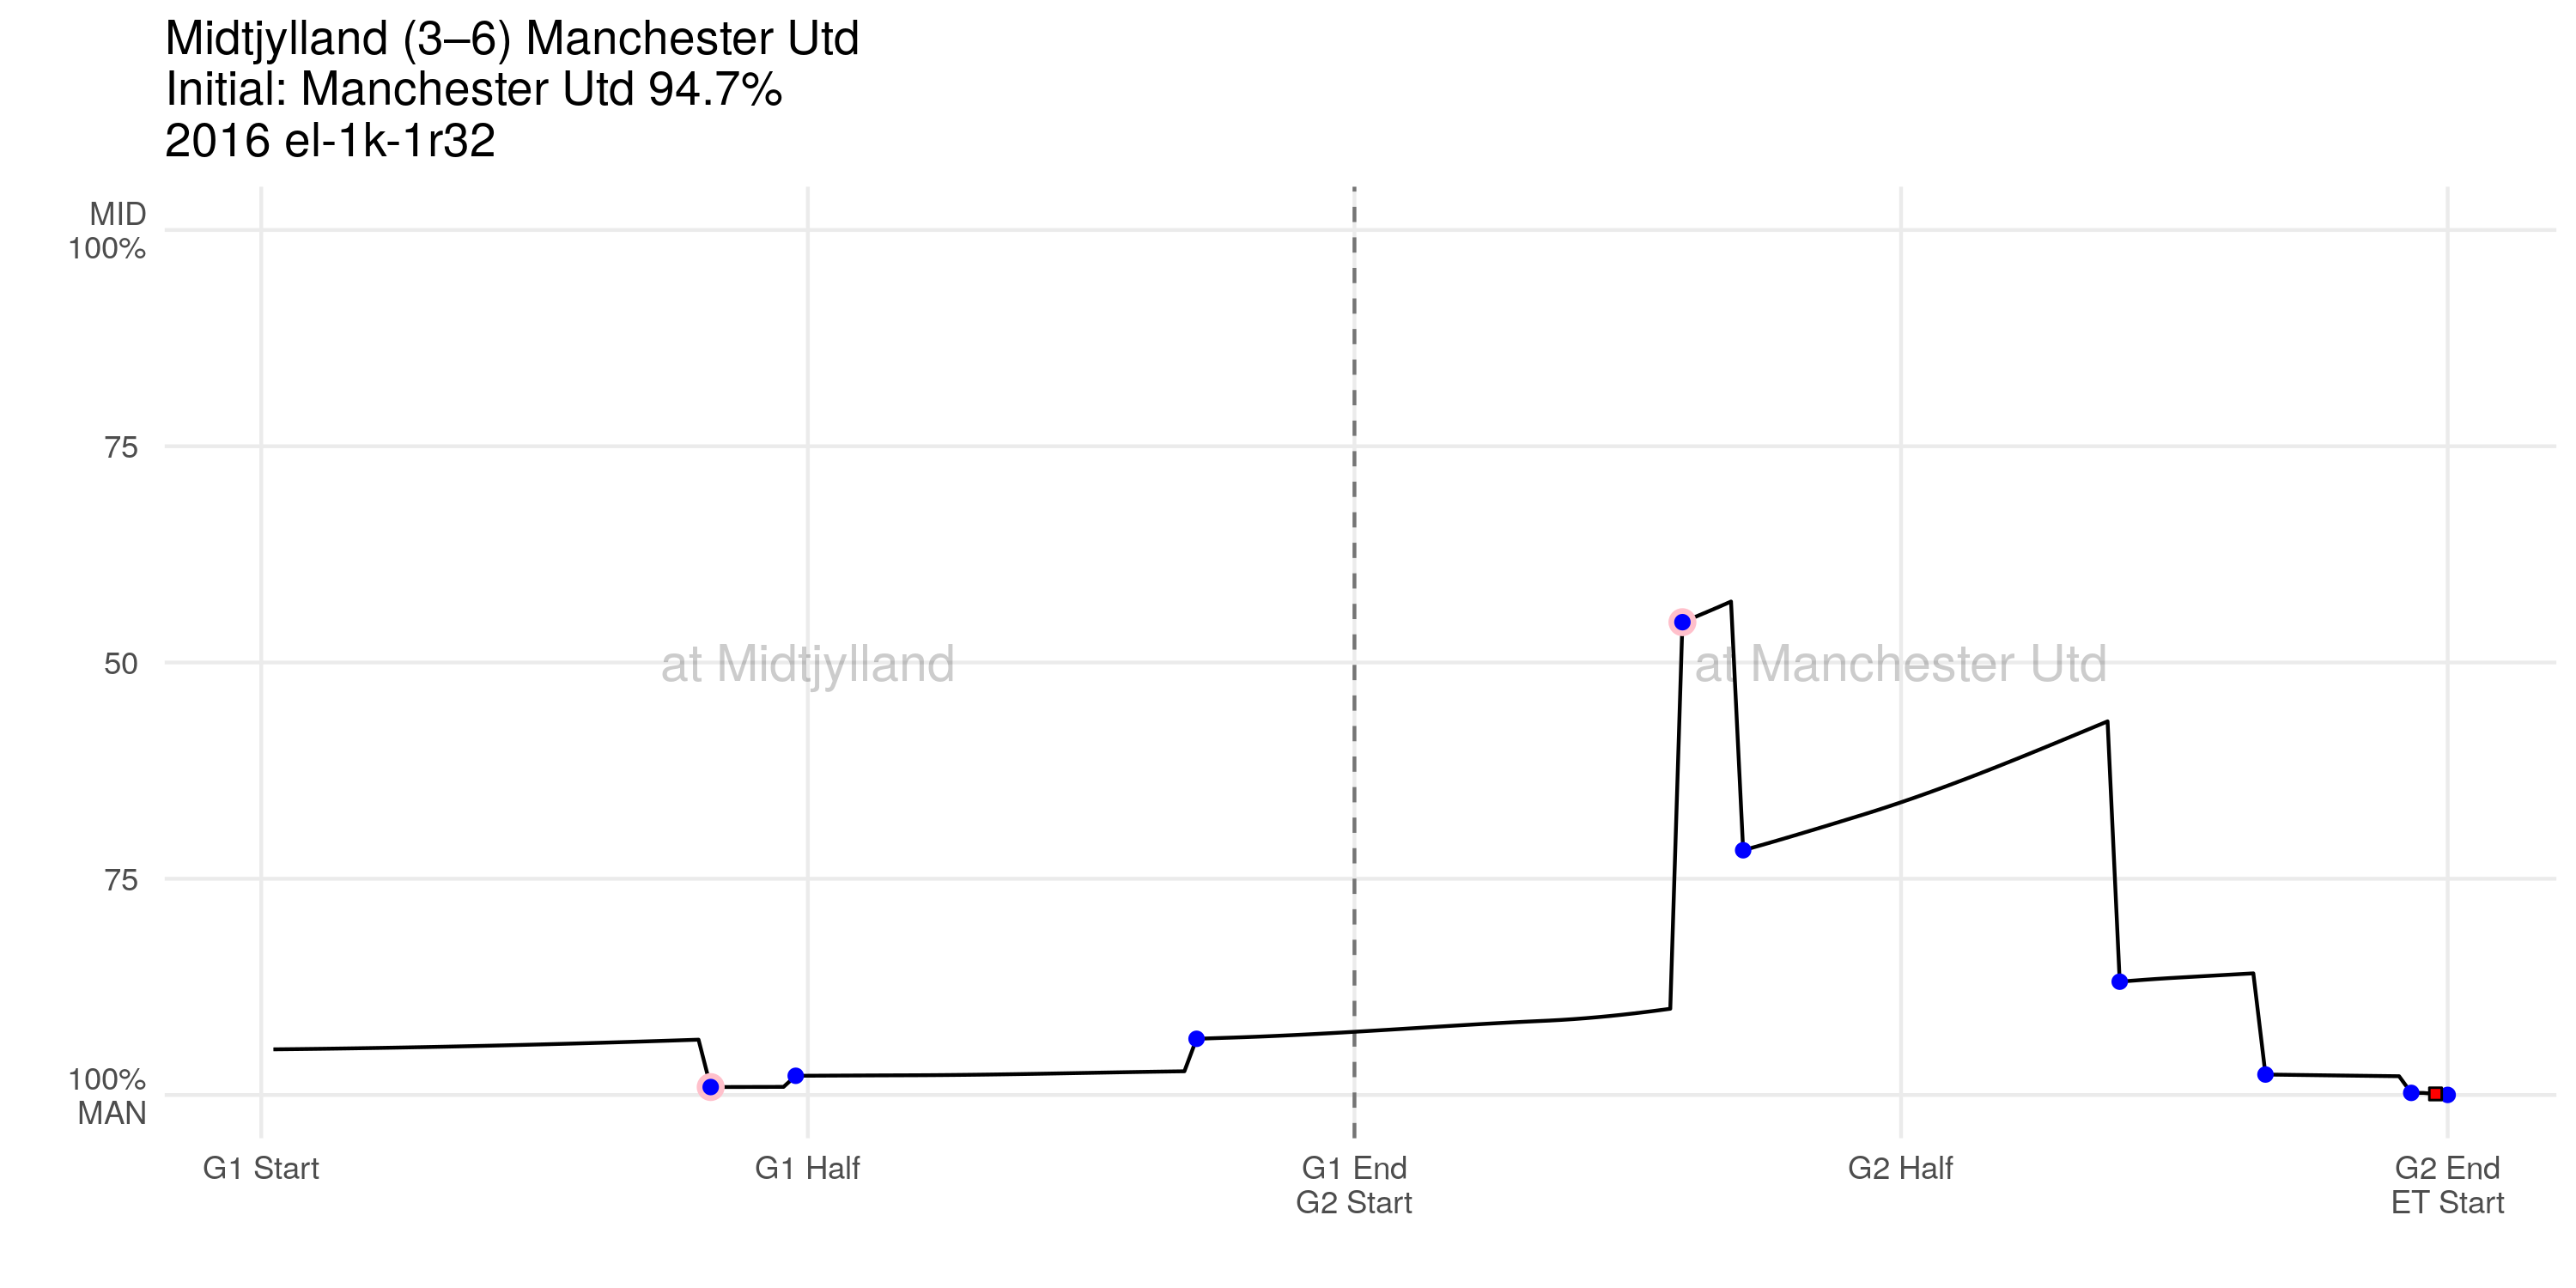 Midtjylland (3–6) Manchester Utd
Initial: Manchester Utd 94.7%
2016 el-1k-1r32
MID
100%
75
50
75
100%
MAN
at Midtjylland
at Manchester Utd
G1 Start
G1 Half
G1 End
G2 Start
G2 Half
G2 End
ET Start